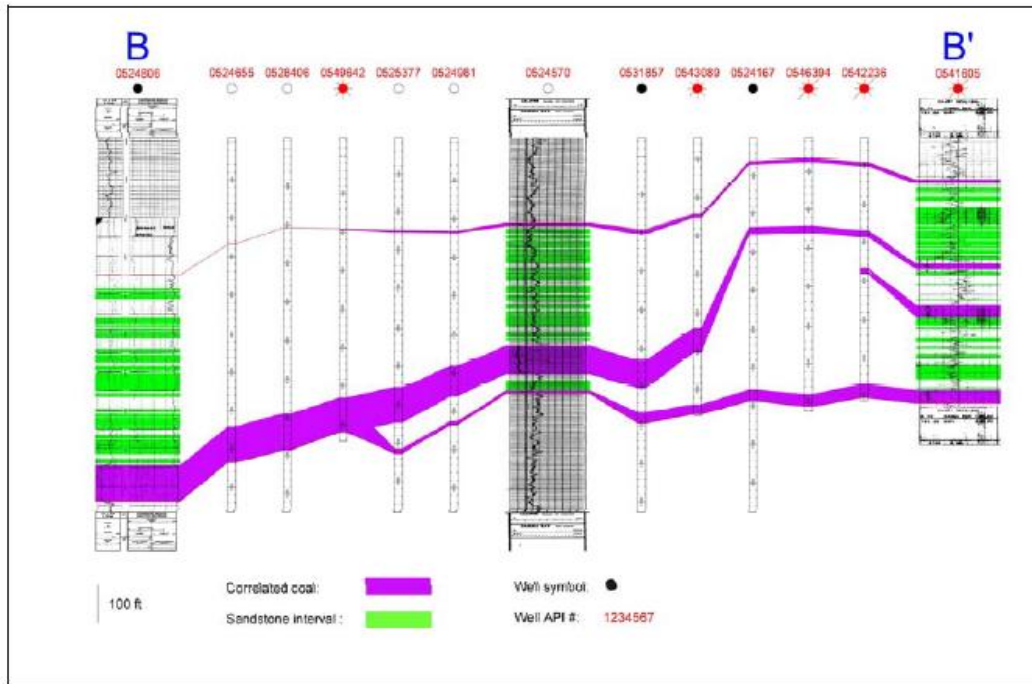 B B'
0524806 0524655 0528406 0549642 0525377 0524081 0524570 0531857 0543089 0524167 0546394 0542236 0541605
Correlated coal: Well symbol:
100 ft
Sandstone interval : Well API #: 1234567